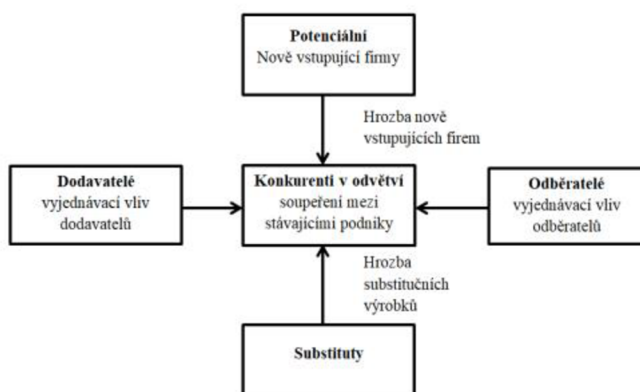 Potenciální
Nově vstupující firmy
Hrozba nově
vstupujících firem
Dodavatelé
vyjednávací vliv
dodavatelů
Konkurenti v odvětví
soupeření mezi
stávajícími podniky
Odběratelé
vyjednávací vliv
odběratelů
Hrozba
substitučních
výrobků
Substituty